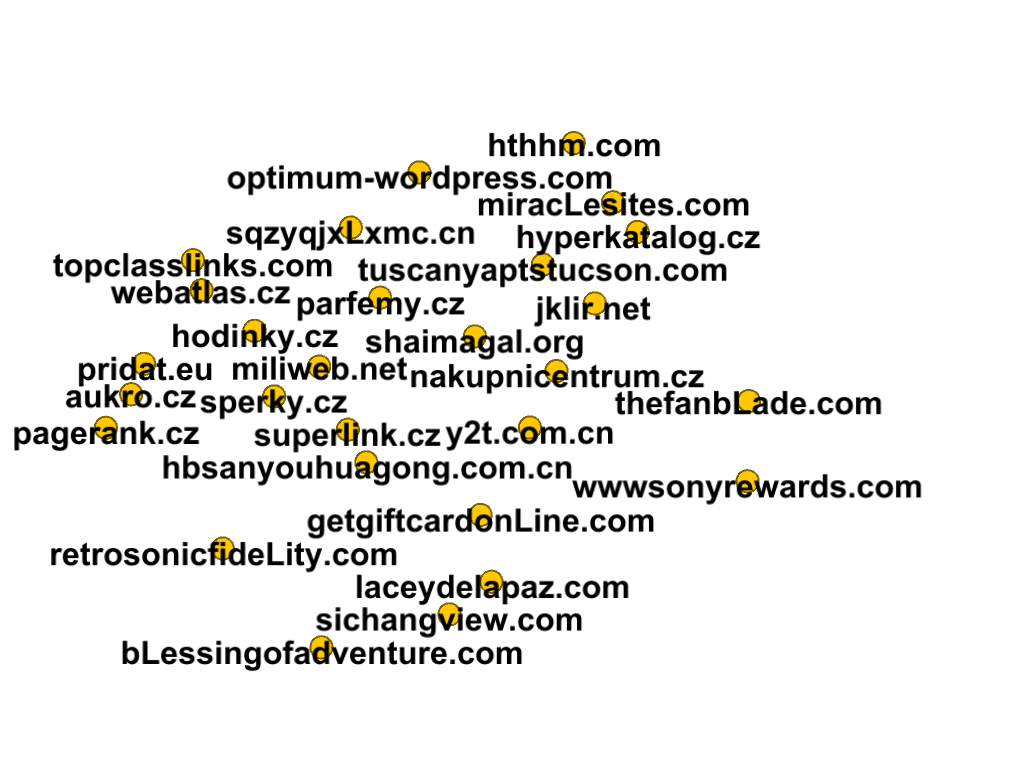 hthhm.com
optimum-wordpress.com
miracLesites.com
sqzyqjxLxmc.cn
hyperkatalog.cz
topclasslinks.com
tuscanyaptstucson.com
webatlas.cz
parfemy.cz
jklir.net
hodinky.cz
shaimagal.org
pridat.eu
miliweb.net
nakupnicentrum.cz
aukro.cz
sperky.cz
thefanbLade.com
pagerank.cz
superlink.cz
y2t.com.cn
hbsanyouhuagong.com.cn
wwwsonyrewards.com
getgiftcardonLine.com
retrosonicfideLity.com
laceydelapaz.com
sichangview.com
bLessingofadventure.com